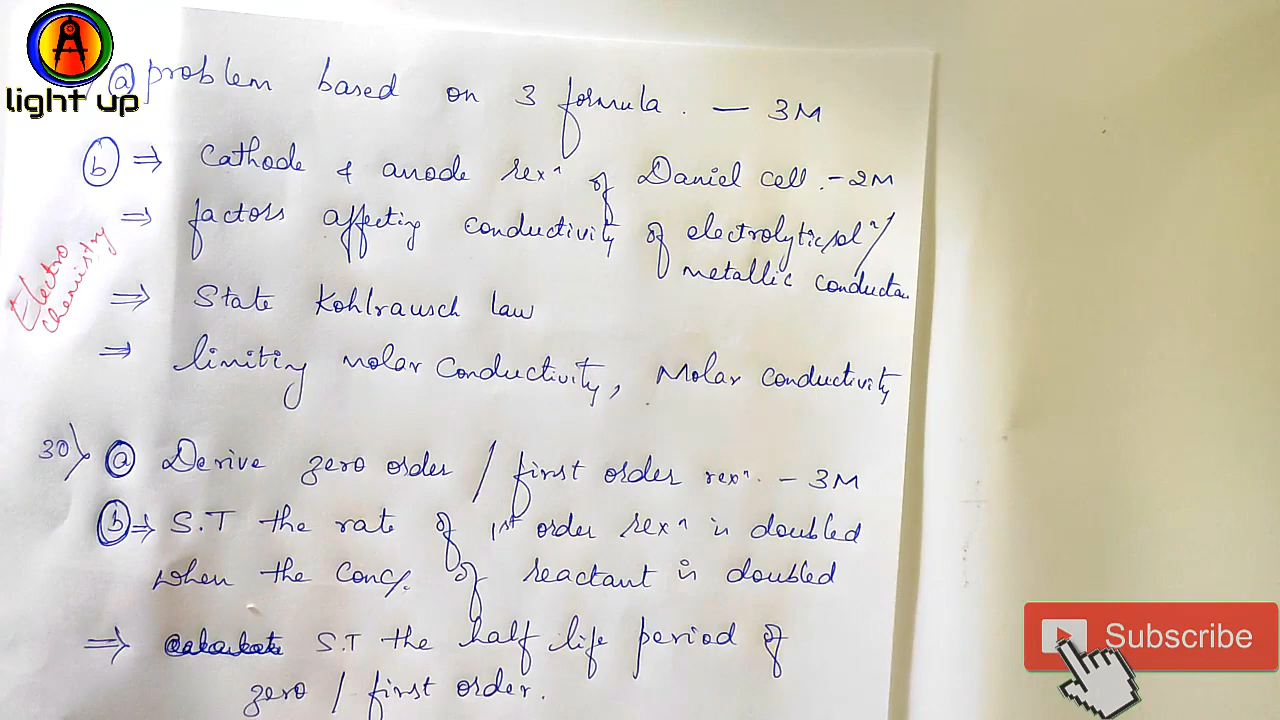 light up
a problem based on 3 formula. — 3M
b ⇒ Cathode & anode rexⁿ of Daniel cell. - 2M
⇒ factors affecting conductivity of electrolytic solⁿ/
metallic conductan
Electro
chemistry
⇒ State Kohlrausch law
⇒ limiting molar Conductivity, Molar conductivity
30) a Derive zero order / first order rexⁿ. - 3M
b ⇒ S.T the rate of 1st order rexⁿ is doubled
when the conc/. of reactant is doubled
⇒ S.T the half life period of
zero / first order.
Subscribe